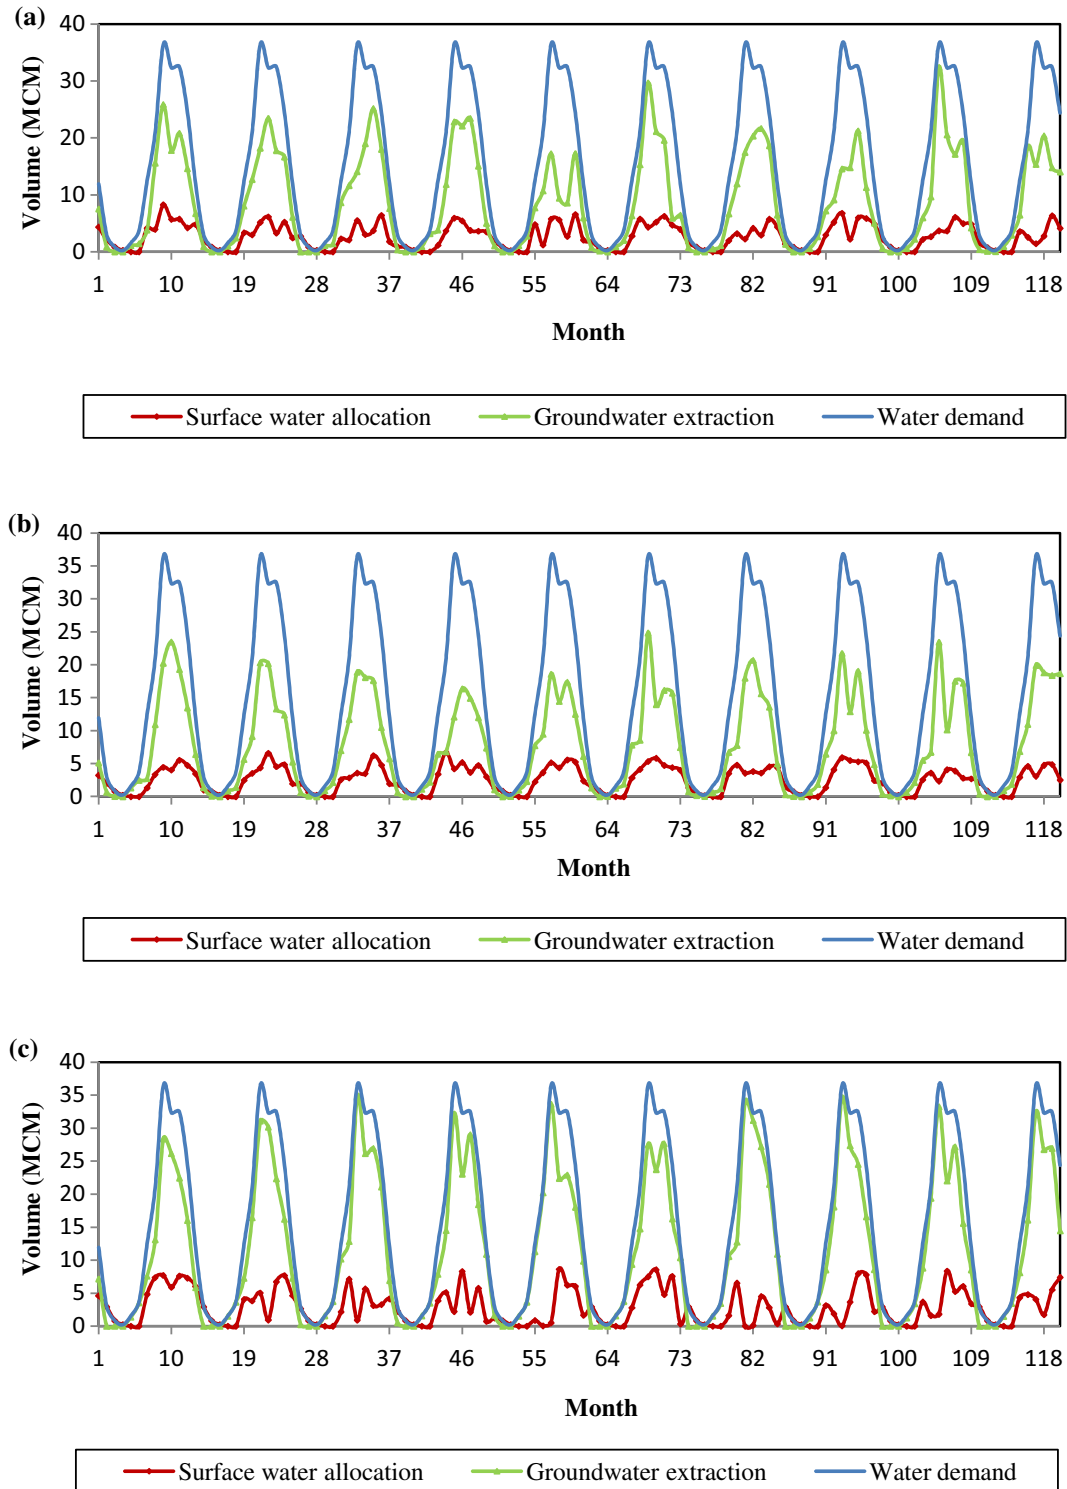 (a)
Volume (MCM)
40
30
20
10
0
1 10 19 28 37 46 55 64 73 82 91 100 109 118
Month
Surface water allocation Groundwater extraction Water demand
(b)
Volume (MCM)
40
35
30
25
20
15
10
5
0
1 10 19 28 37 46 55 64 73 82 91 100 109 118
Month
Surface water allocation Groundwater extraction Water demand
(c)
Volume (MCM)
40
35
30
25
20
15
10
5
0
1 10 19 28 37 46 55 64 73 82 91 100 109 118
Month
Surface water allocation Groundwater extraction Water demand